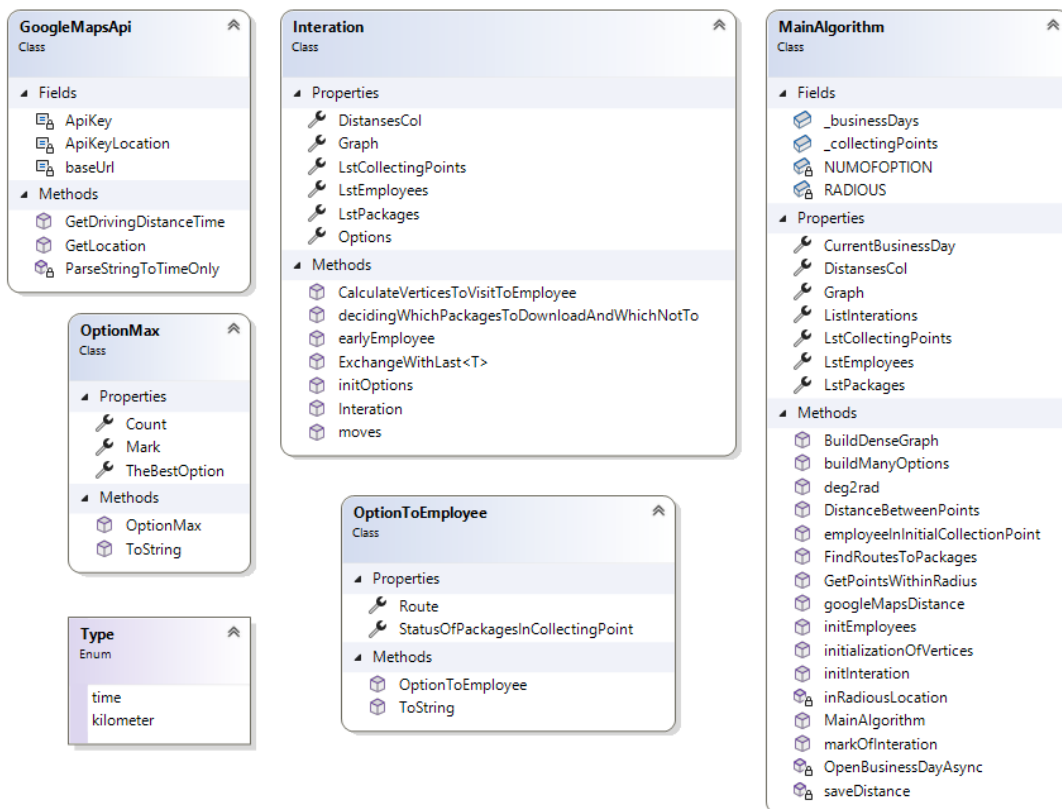 GoogleMapsApi
Class
Fields
ApiKey
ApiKeyLocation
baseUrl
Methods
GetDrivingDistanceTime
GetLocation
ParseStringToTimeOnly
OptionMax
Class
Properties
Count
Mark
TheBestOption
Methods
OptionMax
ToString
Type
Enum
time
kilometer
Interation
Class
Properties
DistansesCol
Graph
LstCollectingPoints
LstEmployees
LstPackages
Options
Methods
CalculateVerticesToVisitToEmployee
decidingWhichPackagesToDownloadAndWhichNotTo
earlyEmployee
ExchangeWithLast<T>
initOptions
Interation
moves
OptionToEmployee
Class
Properties
Route
StatusOfPackagesInCollectingPoint
Methods
OptionToEmployee
ToString
MainAlgorithm
Class
Fields
_businessDays
_collectingPoints
NUMOFOPTION
RADIOUS
Properties
CurrentBusinessDay
DistansesCol
Graph
ListInterations
LstCollectingPoints
LstEmployees
LstPackages
Methods
BuildDenseGraph
buildManyOptions
deg2rad
DistanceBetweenPoints
employeeInInitialCollectionPoint
FindRoutesToPackages
GetPointsWithinRadius
googleMapsDistance
initEmployees
initializationOfVertices
initInteration
inRadiousLocation
MainAlgorithm
markOfInteration
OpenBusinessDayAsync
saveDistance